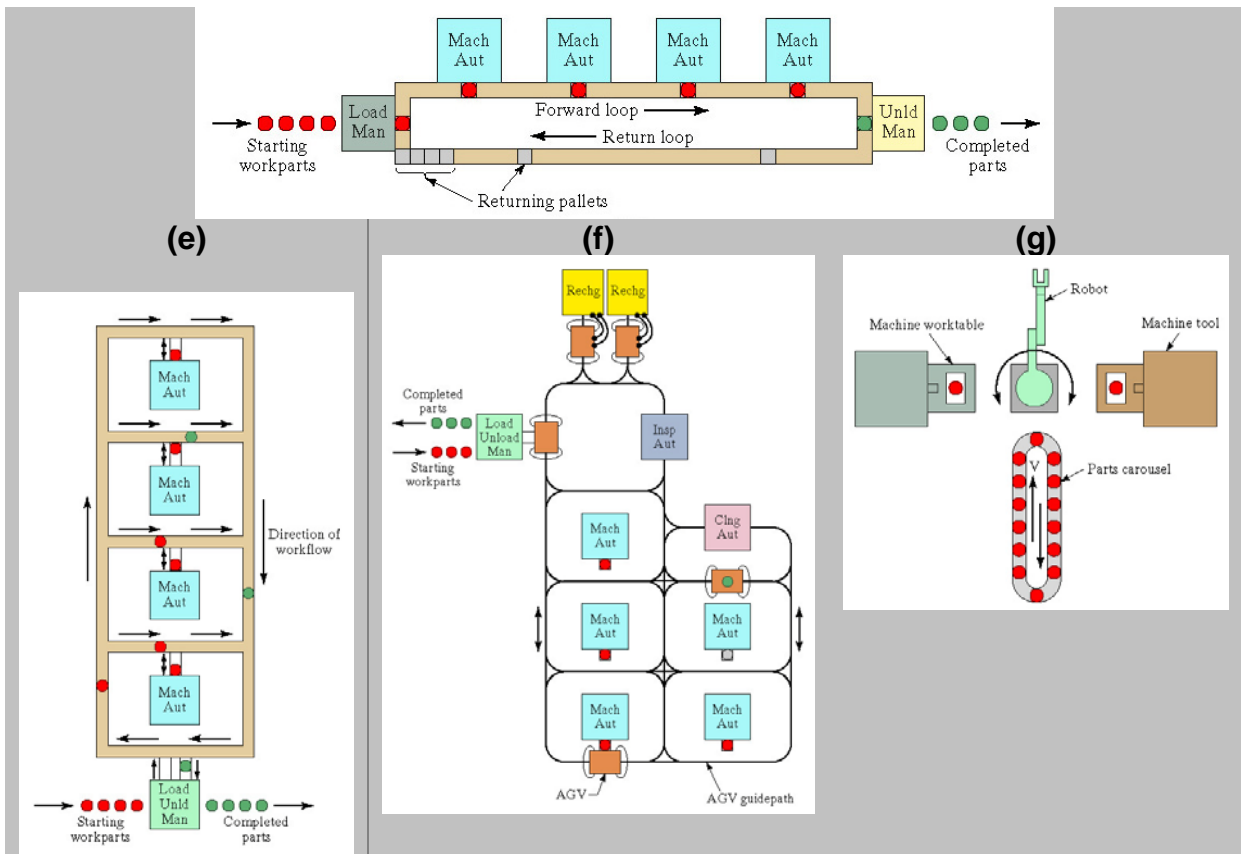 Mach
Aut
Mach
Aut
Mach
Aut
Mach
Aut
Load
Man
Forward loop
Return loop
Unld
Man
Starting
workparts
Completed
parts
Returning pallets
(e)
Mach
Aut
Mach
Aut
Mach
Aut
Mach
Aut
Direction of
workflow
Load
Unld
Man
Starting
workparts
Completed
parts
(f)
Rechg
Rechg
Completed
parts
Load
Unload
Man
Starting
workparts
Insp
Aut
Mach
Aut
Clng
Aut
Mach
Aut
Mach
Aut
Mach
Aut
Mach
Aut
AGV
AGV guidepath
(g)
Robot
Machine worktable
Machine tool
V
Parts carousel